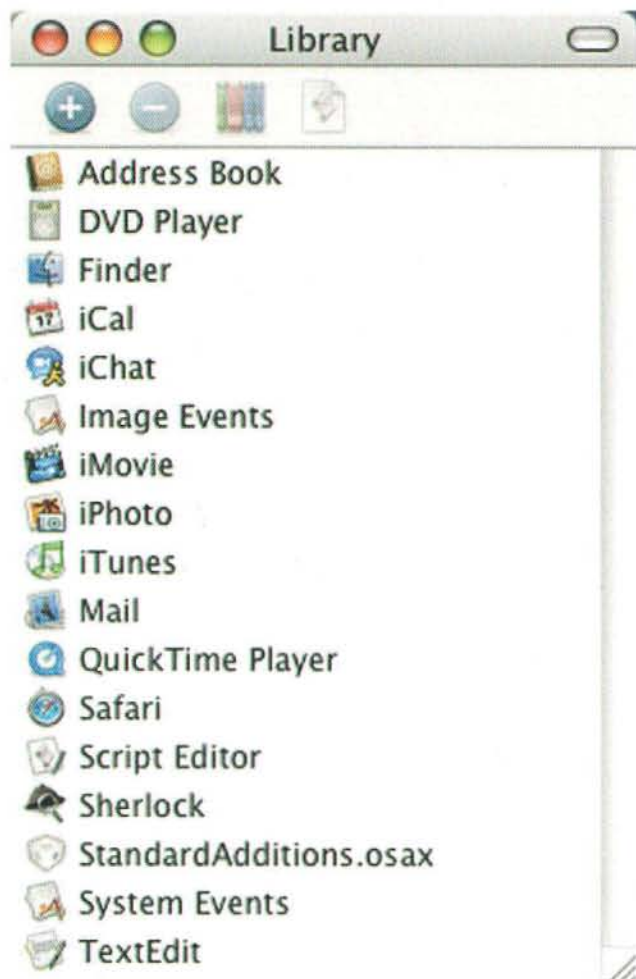 Library
Address Book
DVD Player
Finder
17
iCal
iChat
Image Events
iMovie
iPhoto
iTunes
Mail
QuickTime Player
Safari
Script Editor
Sherlock
StandardAdditions.osax
System Events
TextEdit